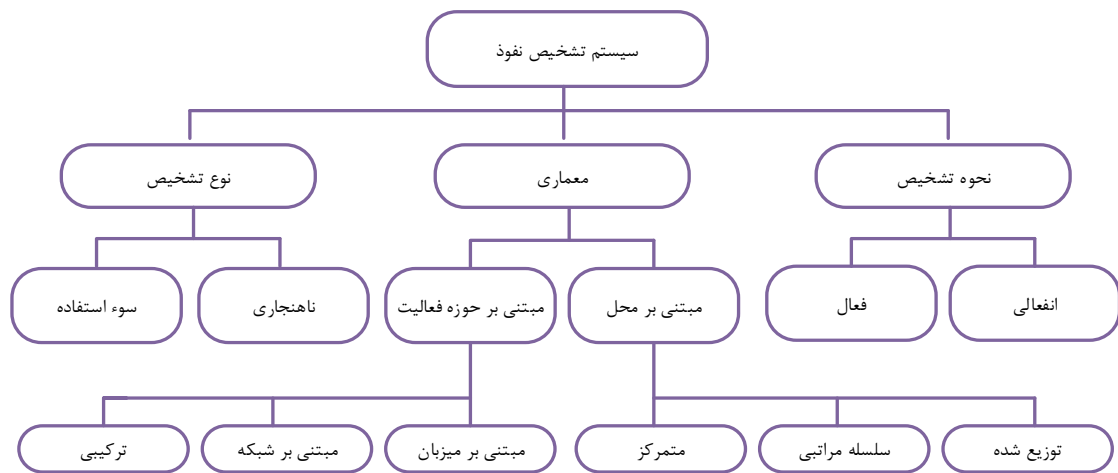 سیستم تشخیص نفوذ
نحوه تشخیص
معماری
نوع تشخیص
انفعالی
فعال
مبتنی بر محل
مبتنی بر حوزه فعالیت
ناهنجاری
سوء استفاده
توزیع شده
سلسله مراتبی
متمرکز
مبتنی بر میزبان
مبتنی بر شبکه
ترکیبی